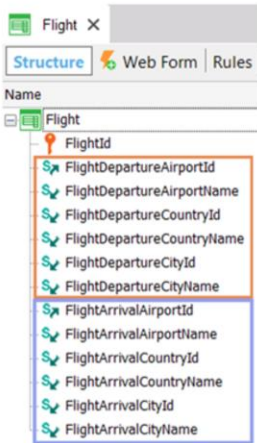 Flight
Structure Web Form Rules
Name
Flight
FlightId
FlightDepartureAirportId
FlightDepartureAirportName
FlightDepartureCountryId
FlightDepartureCountryName
FlightDepartureCityId
FlightDepartureCityName
FlightArrivalAirportId
FlightArrivalAirportName
FlightArrivalCountryId
FlightArrivalCountryName
FlightArrivalCityId
FlightArrivalCityName